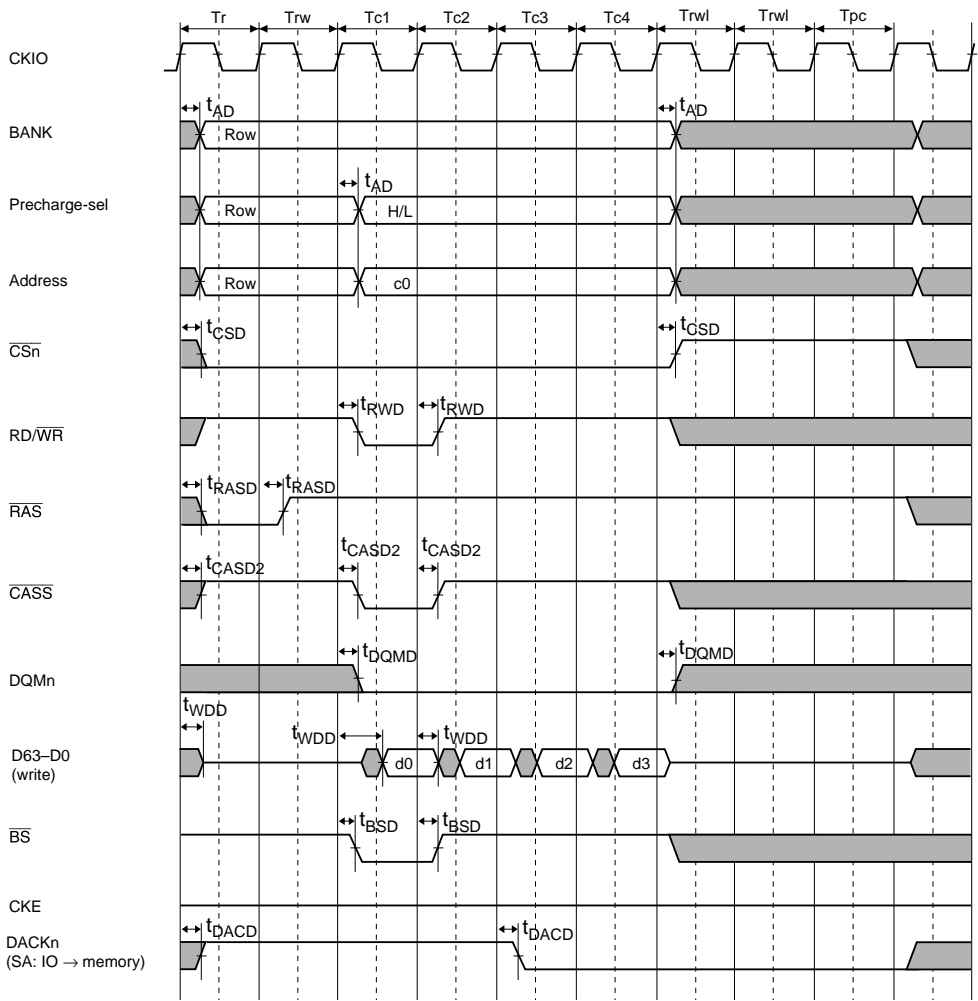 Tr Trw Tc1 Tc2 Tc3 Tc4 Trwl Trwl Tpc
CKIO
tAD tAD
BANK Row
tAD
Precharge-sel Row H/L
Address Row c0
tCSD tCSD
CSn
tRWD tRWD
RD/WR
tRASD tRASD
RAS
tCASD2 tCASD2 tCASD2
CASS
tDQMD tDQMD
DQMn
tWDD tWDD tWDD
D63–D0 d0 d1 d2 d3
(write)
tBSD tBSD
BS
CKE
tDACD tDACD
DACKn
(SA: IO → memory)